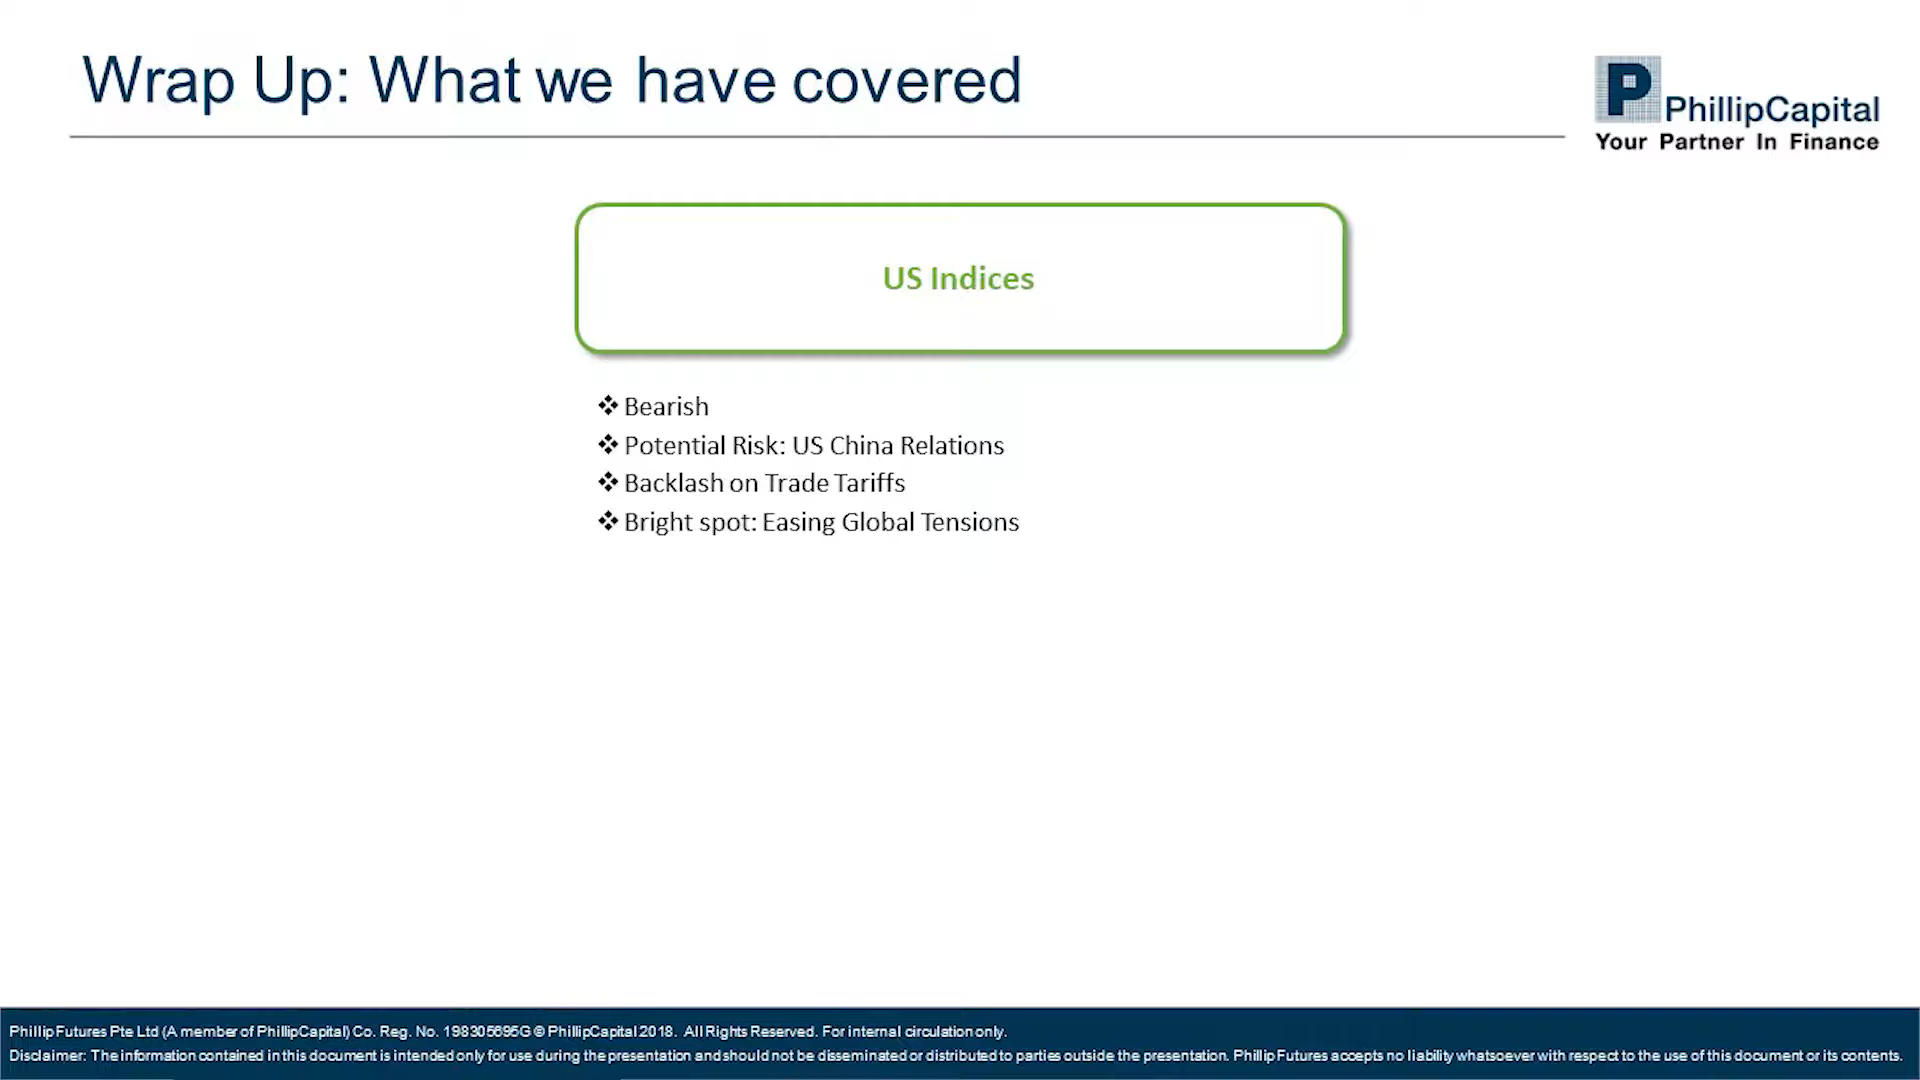 Wrap Up: What we have covered
PhillipCapital
Your Partner In Finance
US Indices
❖ Bearish
❖ Potential Risk: US China Relations
❖ Backlash on Trade Tariffs
❖ Bright spot: Easing Global Tensions
Phillip Futures Pte Ltd (A member of PhillipCapital) Co. Reg. No. 198305695G © PhillipCapital 2018. All Rights Reserved. For internal circulation only.
Disclaimer: The information contained in this document is intended only for use during the presentation and should not be disseminated or distributed to parties outside the presentation. Phillip Futures accepts no liability whatsoever with respect to the use of this document or its contents.